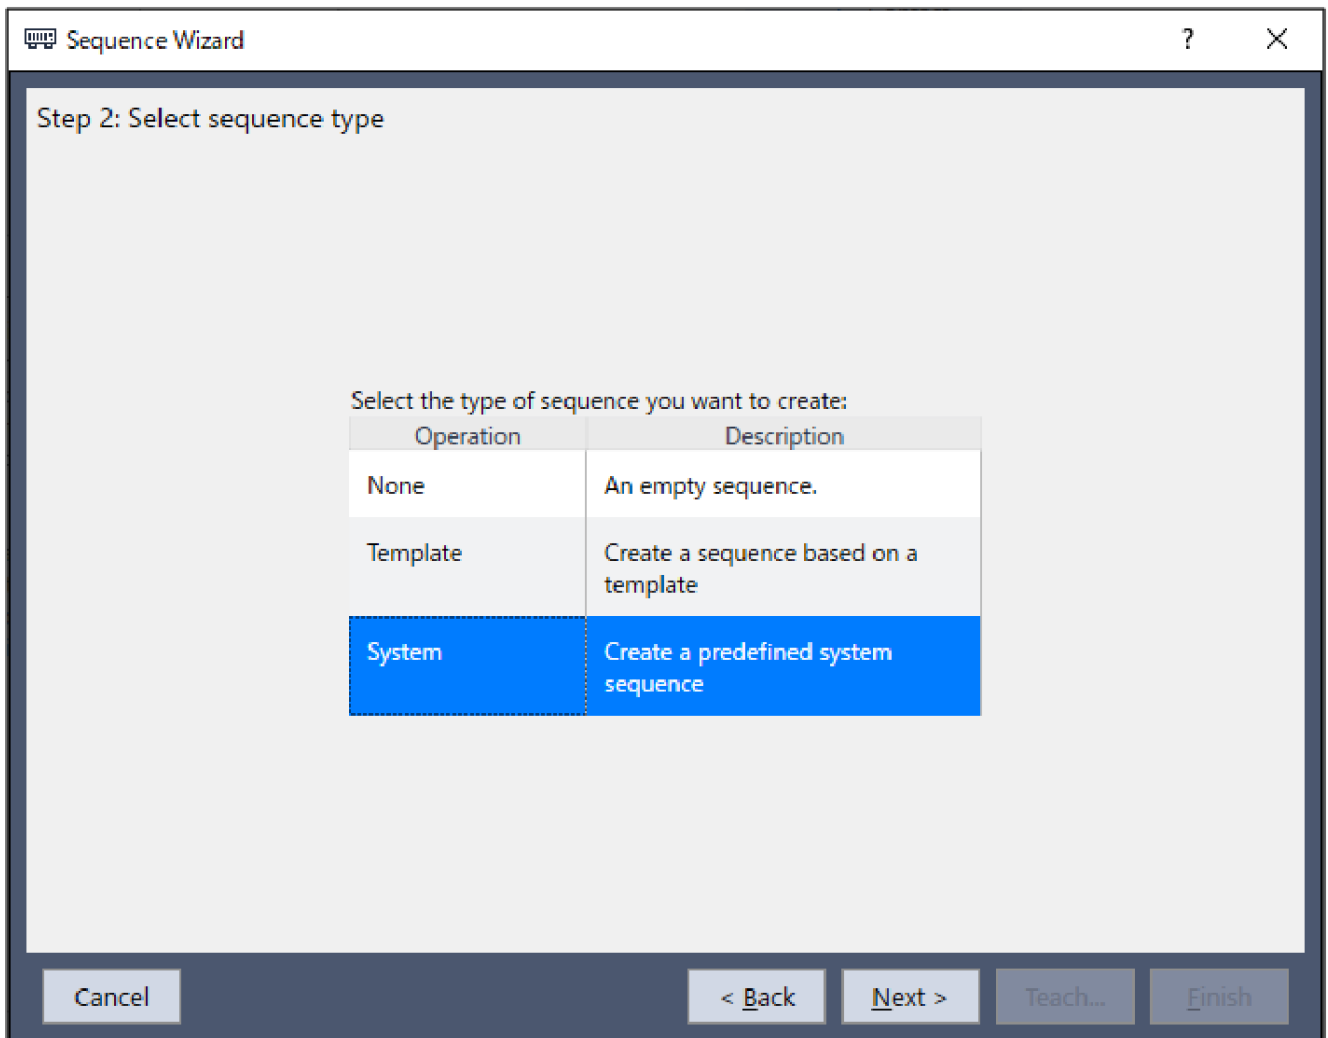 Sequence Wizard
?
Step 2: Select sequence type
Select the type of sequence you want to create:
Operation Description
None An empty sequence.
Template Create a sequence based on a
template
System Create a predefined system
sequence
Cancel < Back Next > Teach... Finish